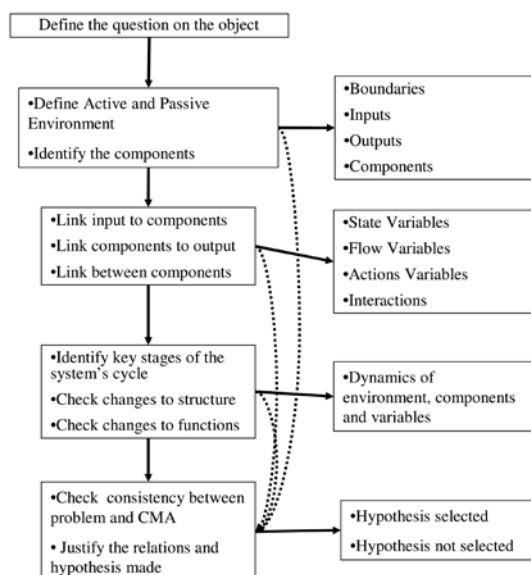 Define the question on the object
•Define Active and Passive
Environment
•Identify the components
•Boundaries
•Inputs
•Outputs
•Components
•Link input to components
•Link components to output
•Link between components
•State Variables
•Flow Variables
•Actions Variables
•Interactions
•Identify key stages of the
system's cycle
•Check changes to structure
•Check changes to functions
•Dynamics of
environment, components
and variables
•Check consistency between
problem and CMA
• Justify the relations and
hypothesis made
•Hypothesis selected
•Hypothesis not selected